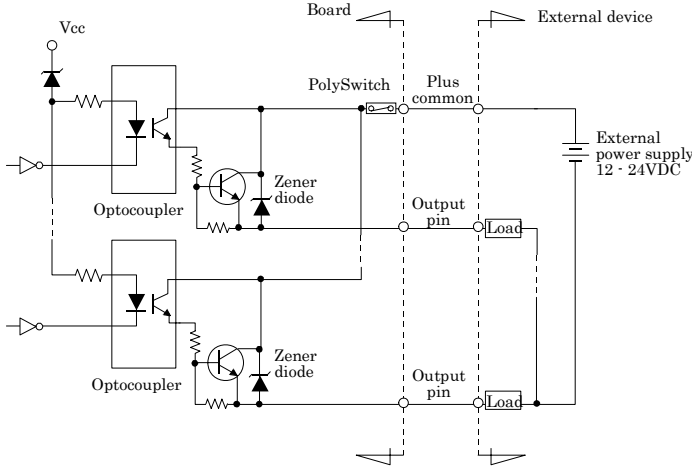 Board
External device
Vcc
PolySwitch
Plus
common
External
power supply
12 - 24VDC
Optocoupler
Zener
diode
Output
pin
Load
Optocoupler
Zener
diode
Output
pin
Load